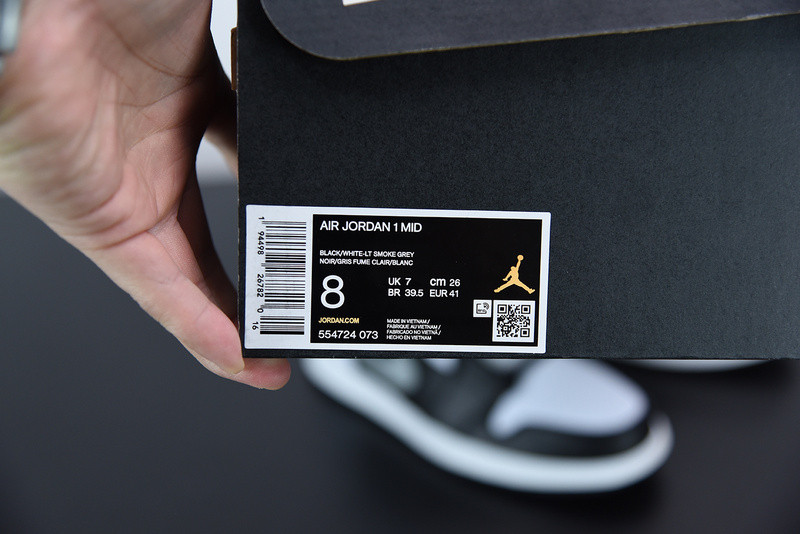 AIR JORDAN 1 MID
BLACK/WHITE-LT SMOKE GREY
NOIR/GRIS FUME CLAIR/BLANC
8
UK 7 cm 26
BR 39.5 EUR 41
JORDAN.COM
554724 073
MADE IN VIETNAM /
FABRIQUE AU VIETNAM /
FABRICADO NO VIETNÃ /
HECHO EN VIETNAM
1 94498 26782 0
16